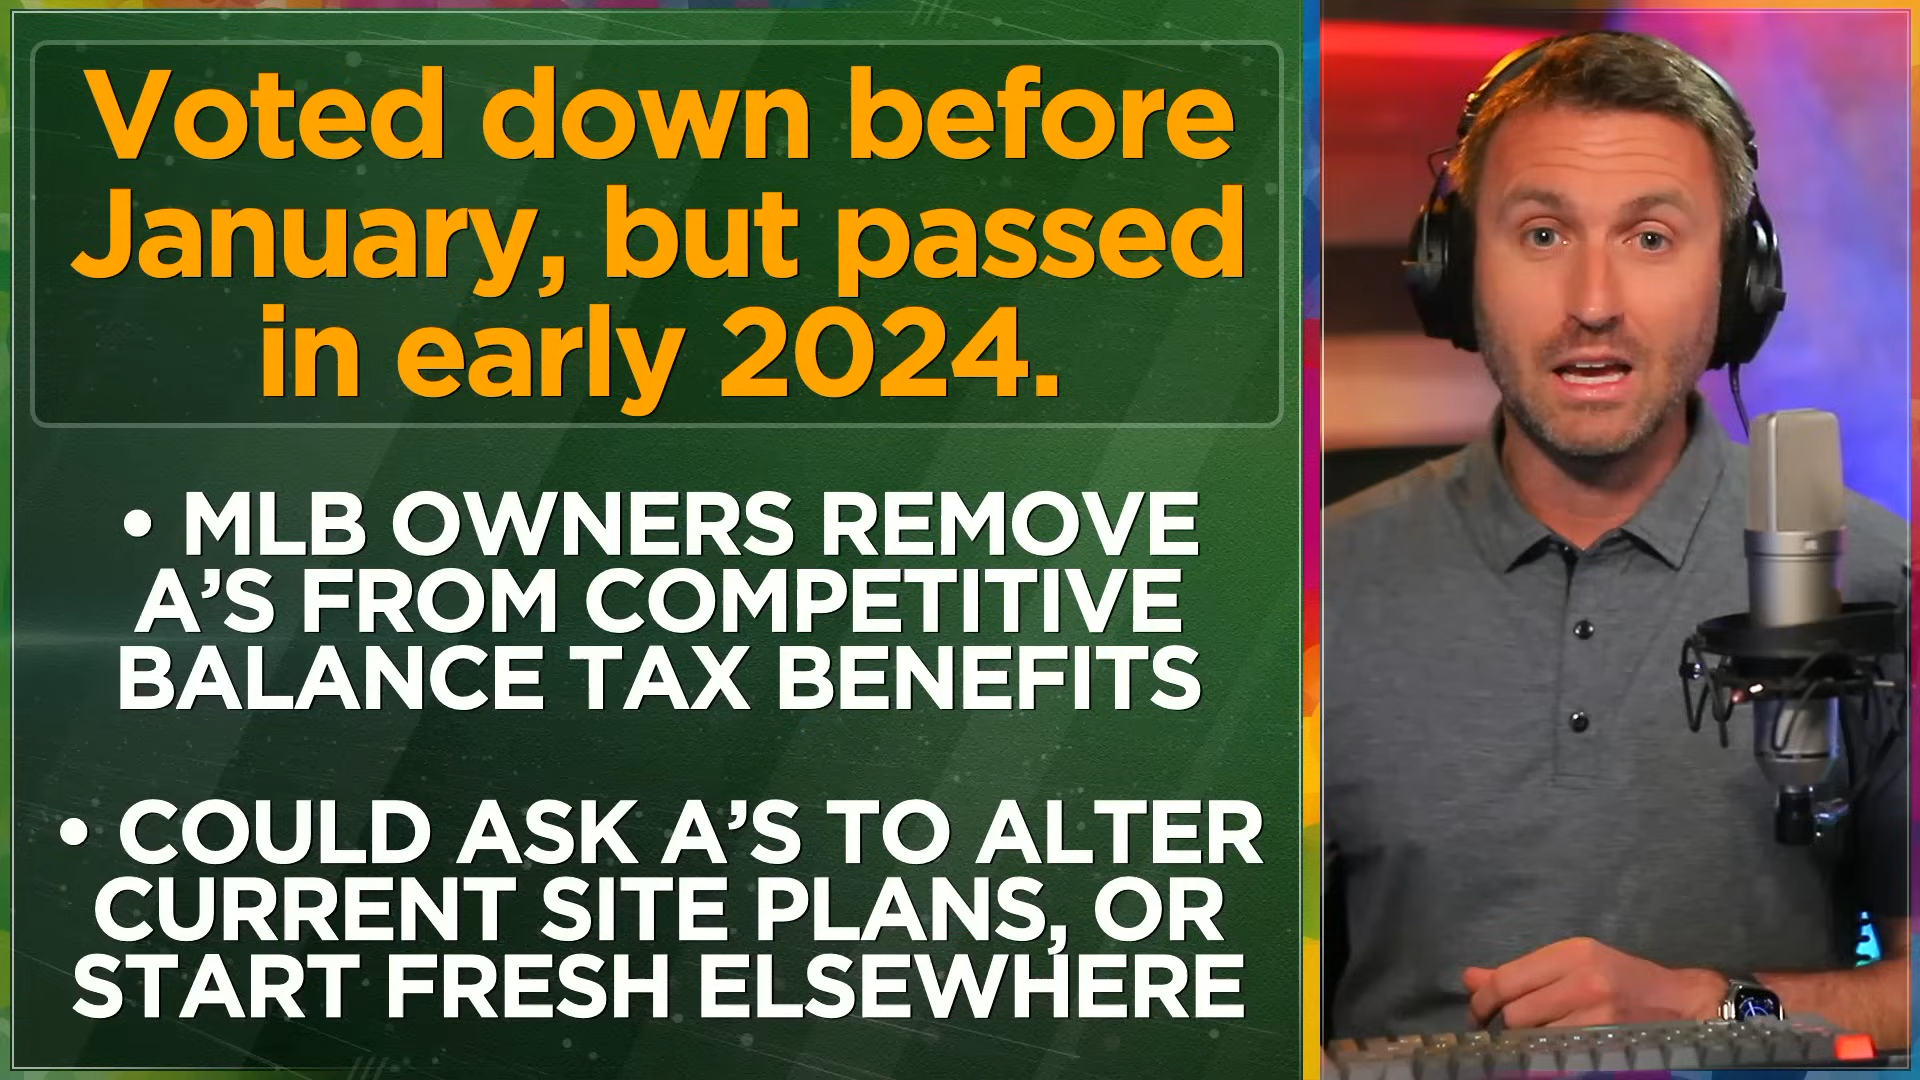 Voted down before
January, but passed
in early 2024.
• MLB OWNERS REMOVE
A’S FROM COMPETITIVE
BALANCE TAX BENEFITS
• COULD ASK A’S TO ALTER
CURRENT SITE PLANS, OR
START FRESH ELSEWHERE